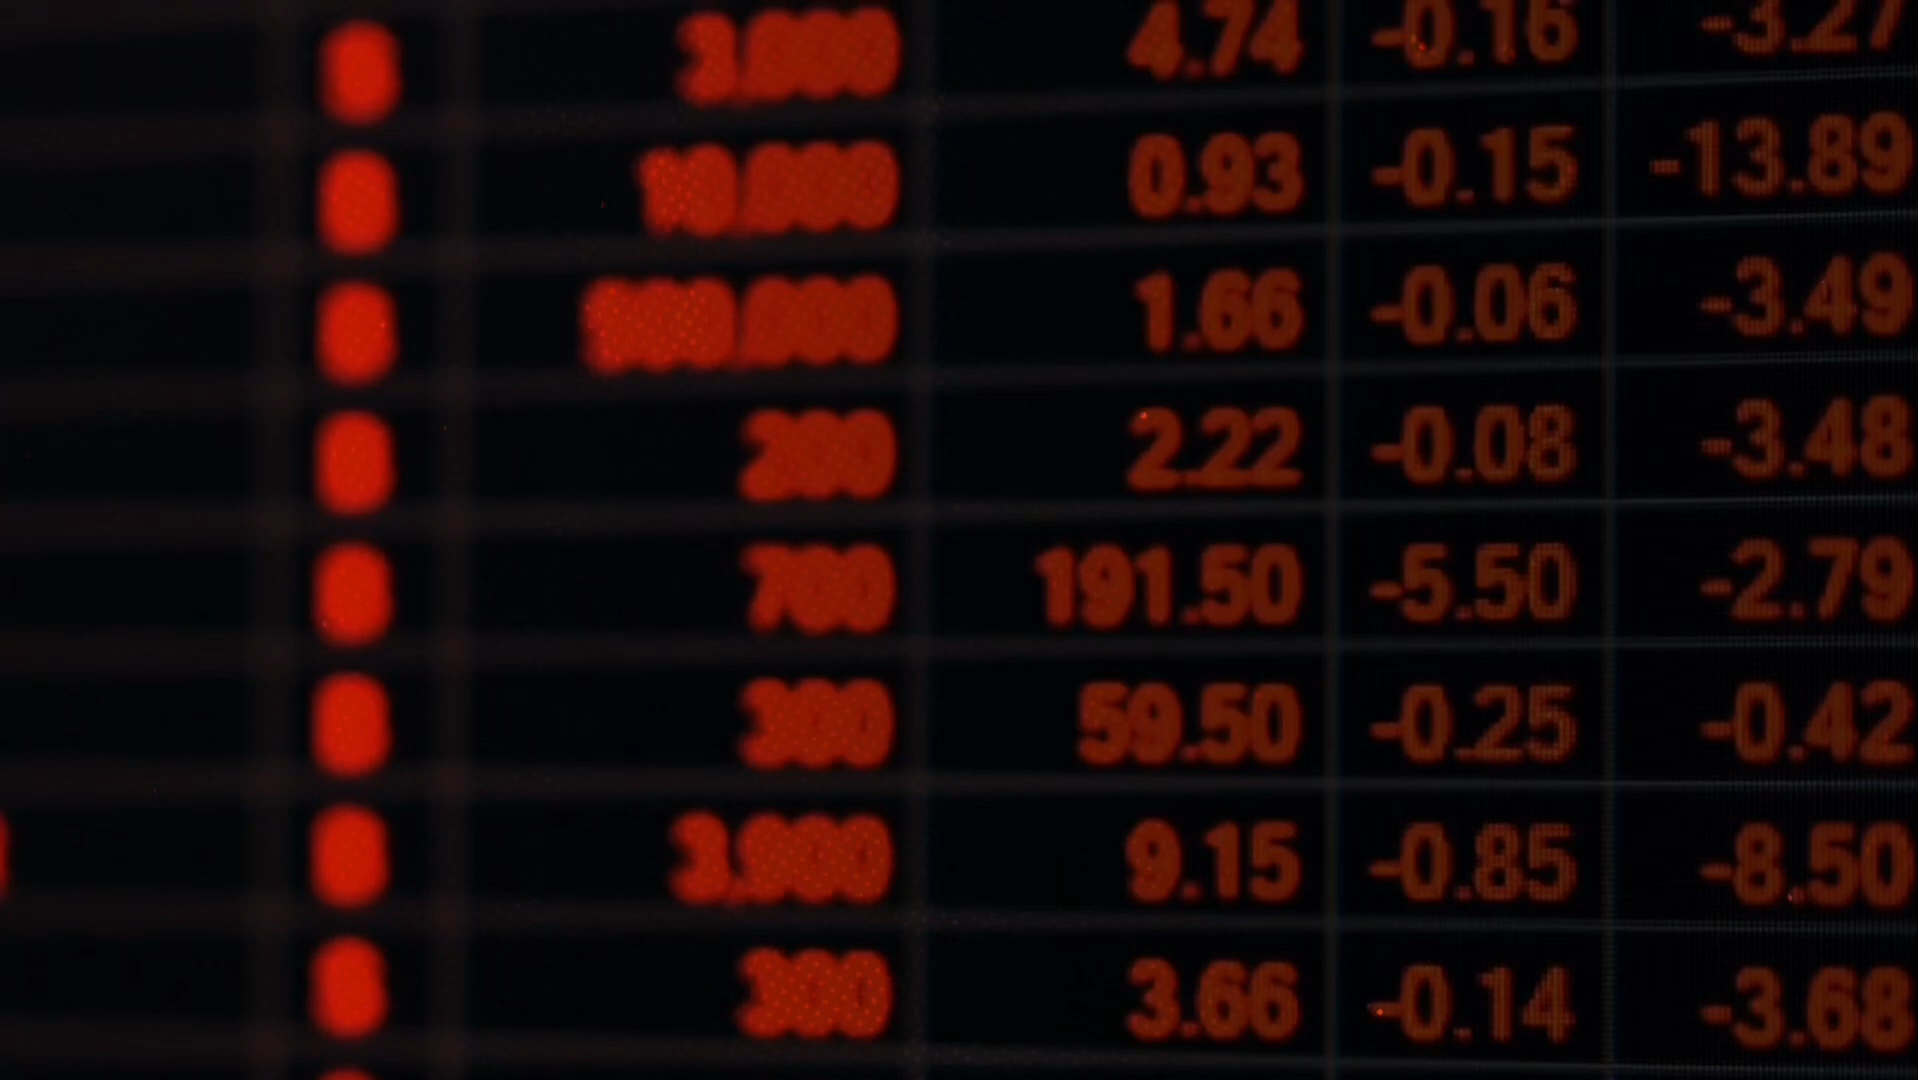 4.74 -0.16 -3.27
0.93 -0.15 -13.89
1.66 -0.06 -3.49
200 2.22 -0.08 -3.48
700 191.50 -5.50 -2.79
300 59.50 -0.25 -0.42
9.15 -0.85 -8.50
3.66 -0.14 -3.68